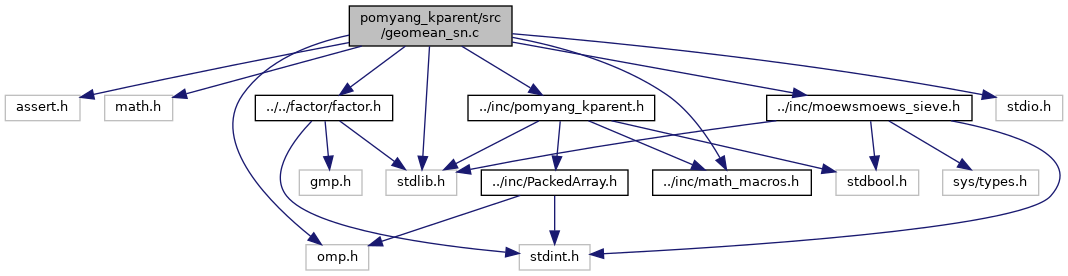 pomyang_kparent/src
/geomean_sn.c
assert.h
math.h
../../factor/factor.h
../inc/pomyang_kparent.h
../inc/moewsmoews_sieve.h
stdio.h
gmp.h
stdlib.h
../inc/PackedArray.h
../inc/math_macros.h
stdbool.h
sys/types.h
omp.h
stdint.h